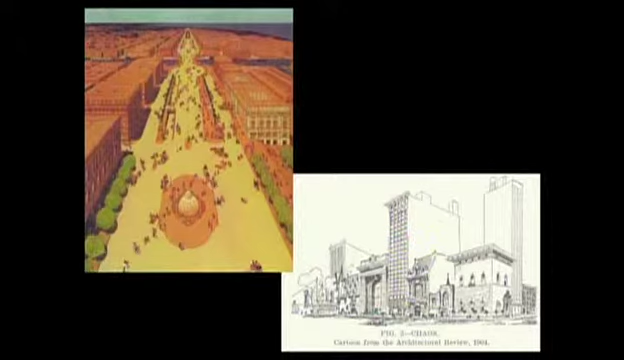 FIG. 2—CHAOS.
Cartoon from the Architectural Review, 1904.